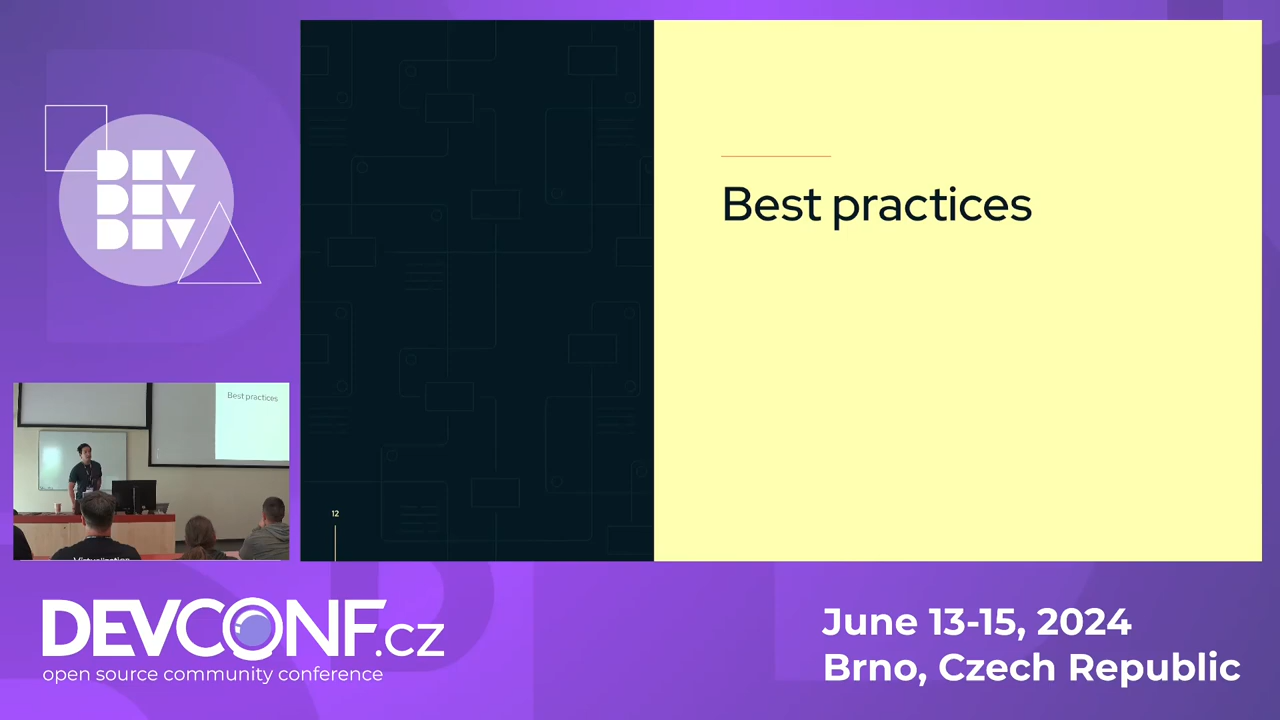 DEV
DEV
DEV
Best practices
12
Best practices
Virtualization
DEVCONF.cz
open source community conference
June 13-15, 2024
Brno, Czech Republic